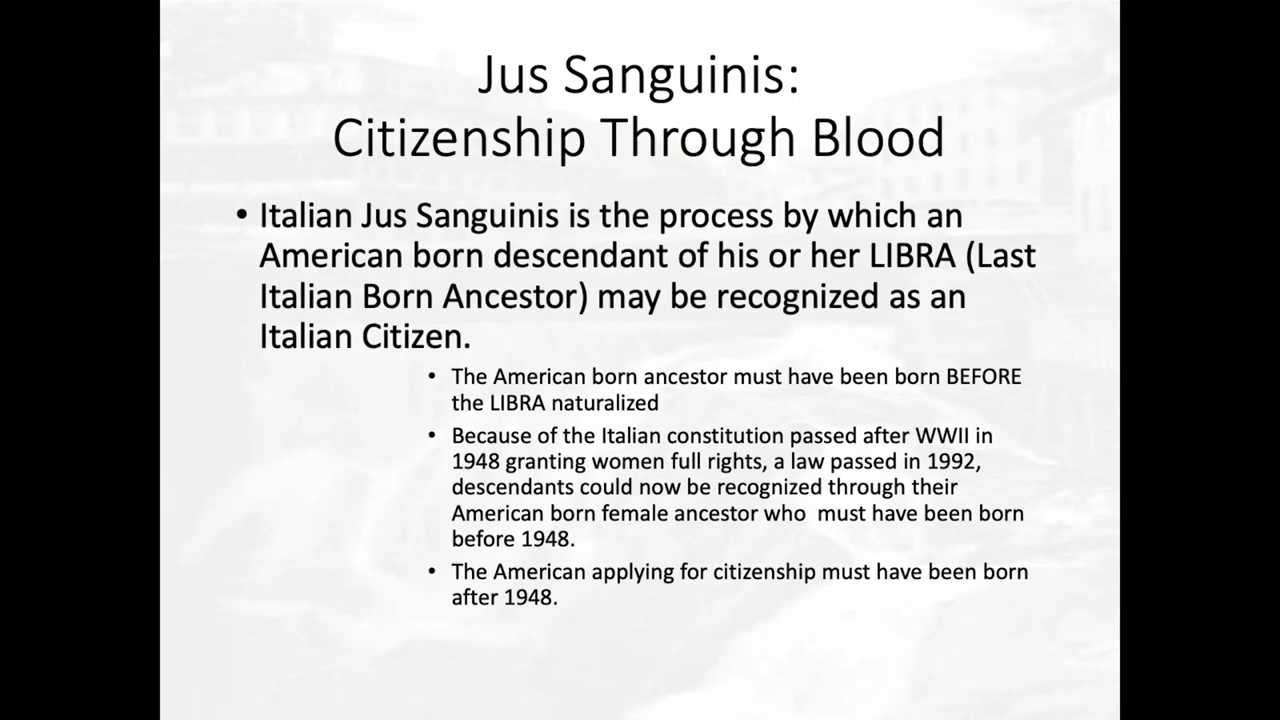 Jus Sanguinis:
Citizenship Through Blood
• Italian Jus Sanguinis is the process by which an
American born descendant of his or her LIBRA (Last
Italian Born Ancestor) may be recognized as an
Italian Citizen.
• The American born ancestor must have been born BEFORE
the LIBRA naturalized
• Because of the Italian constitution passed after WWII in
1948 granting women full rights, a law passed in 1992,
descendants could now be recognized through their
American born female ancestor who  must have been born
before 1948.
• The American applying for citizenship must have been born
after 1948.